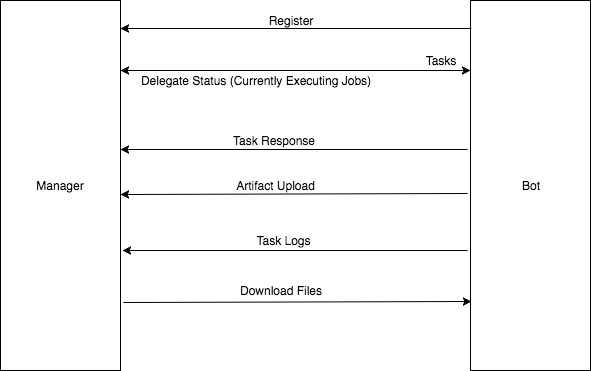 Register
Tasks
Delegate Status (Currently Executing Jobs)
Task Response
Manager
Artifact Upload
Bot
Task Logs
Download Files